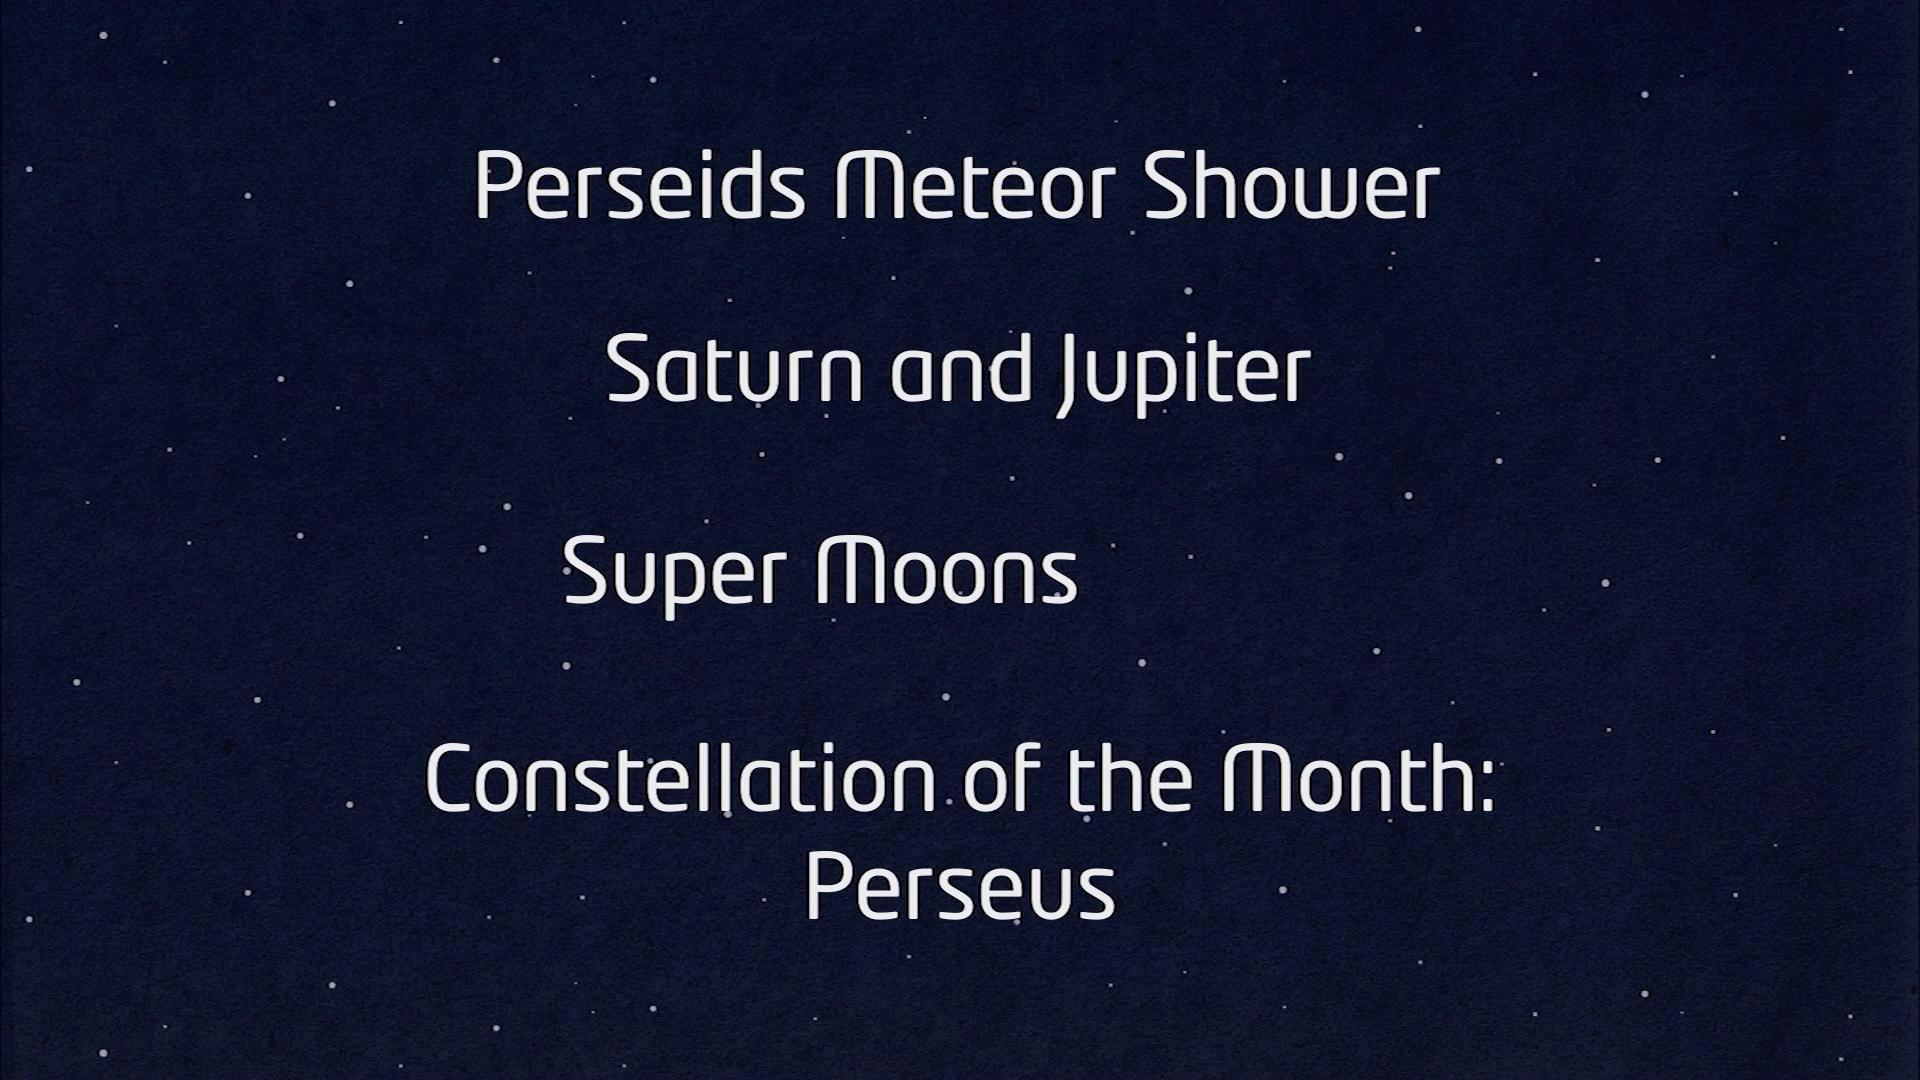 Perseids Meteor Shower
Saturn and Jupiter
Super Moons
Constellation of the Month:
Perseus